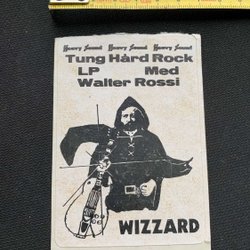 Heavy Sound Heavy Sound Heavy Sound
Tung Hård Rock
LP Med
Walter Rossi
WIZZARD